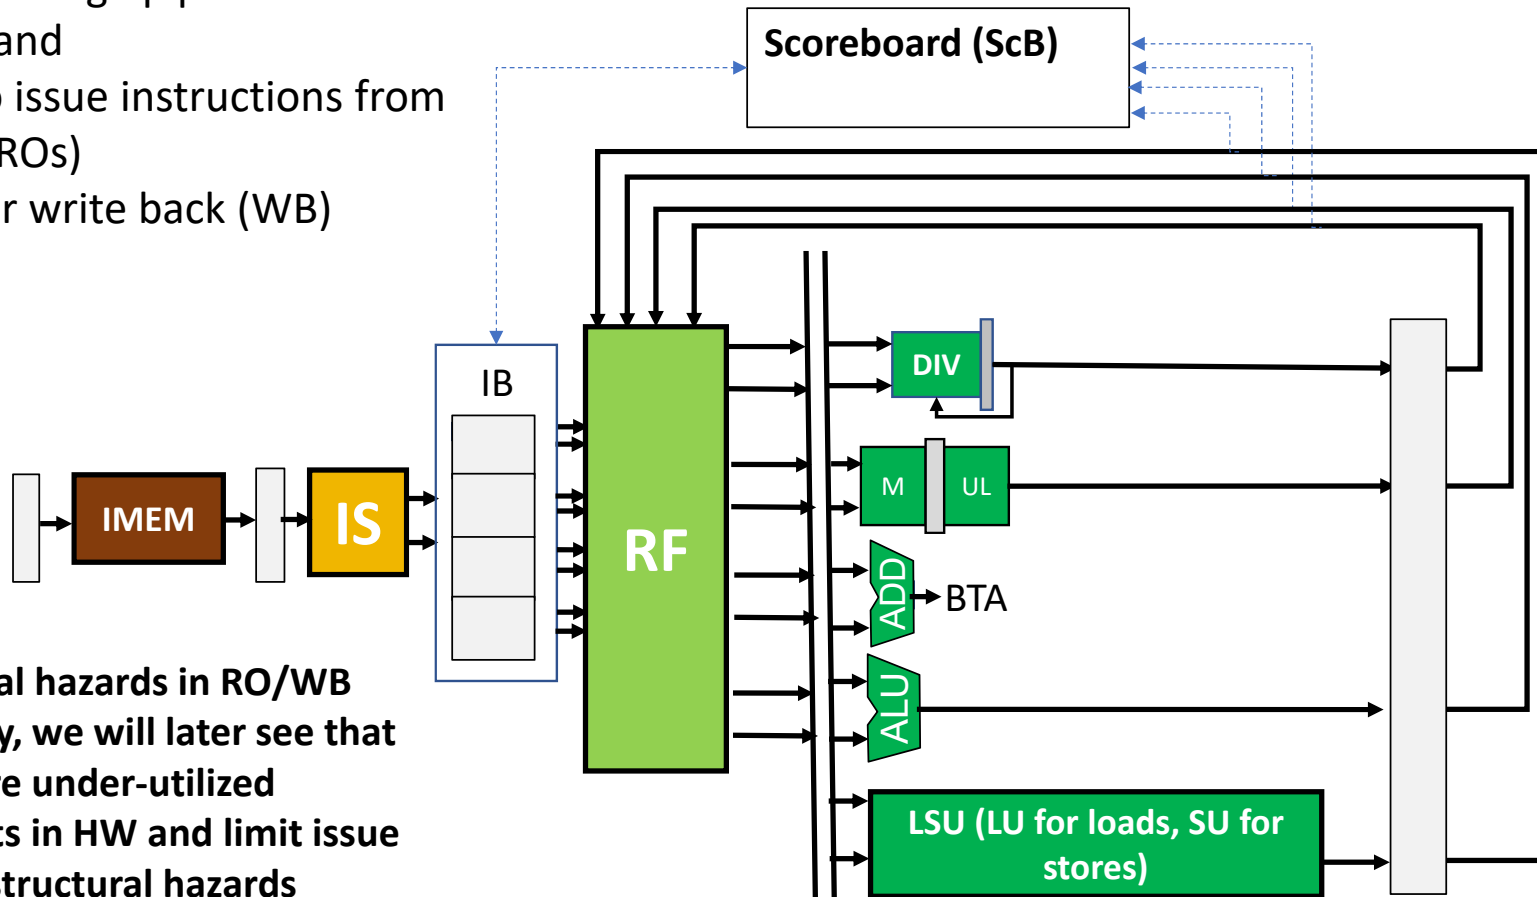 and
issue instructions from
ROs)
r write back (WB)
Scoreboard (ScB)
IB
IMEM
IS
RF
DIV
M
UL
ADD
BTA
ALU
LSU (LU for loads, SU for
stores)
al hazards in RO/WB
y, we will later see that
re under-utilized
ts in HW and limit issue
structural hazards